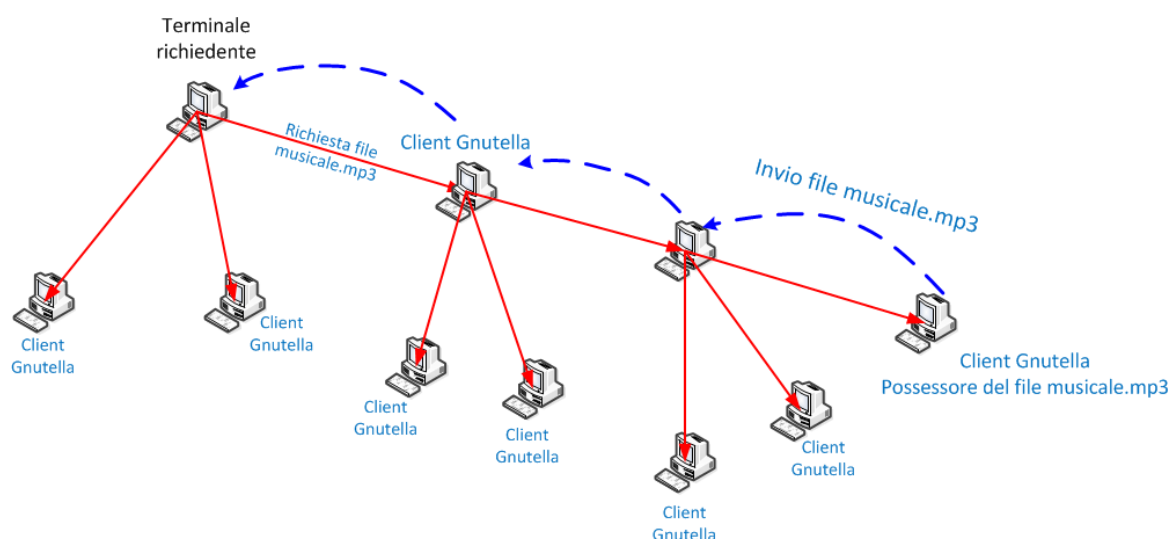 Terminale
richiedente
Richiesta file
musicale.mp3
Client Gnutella
Invio file musicale.mp3
Client
Gnutella
Client
Gnutella
Client
Gnutella
Client
Gnutella
Client Gnutella
Possessore del file musicale.mp3
Client
Gnutella
Client
Gnutella